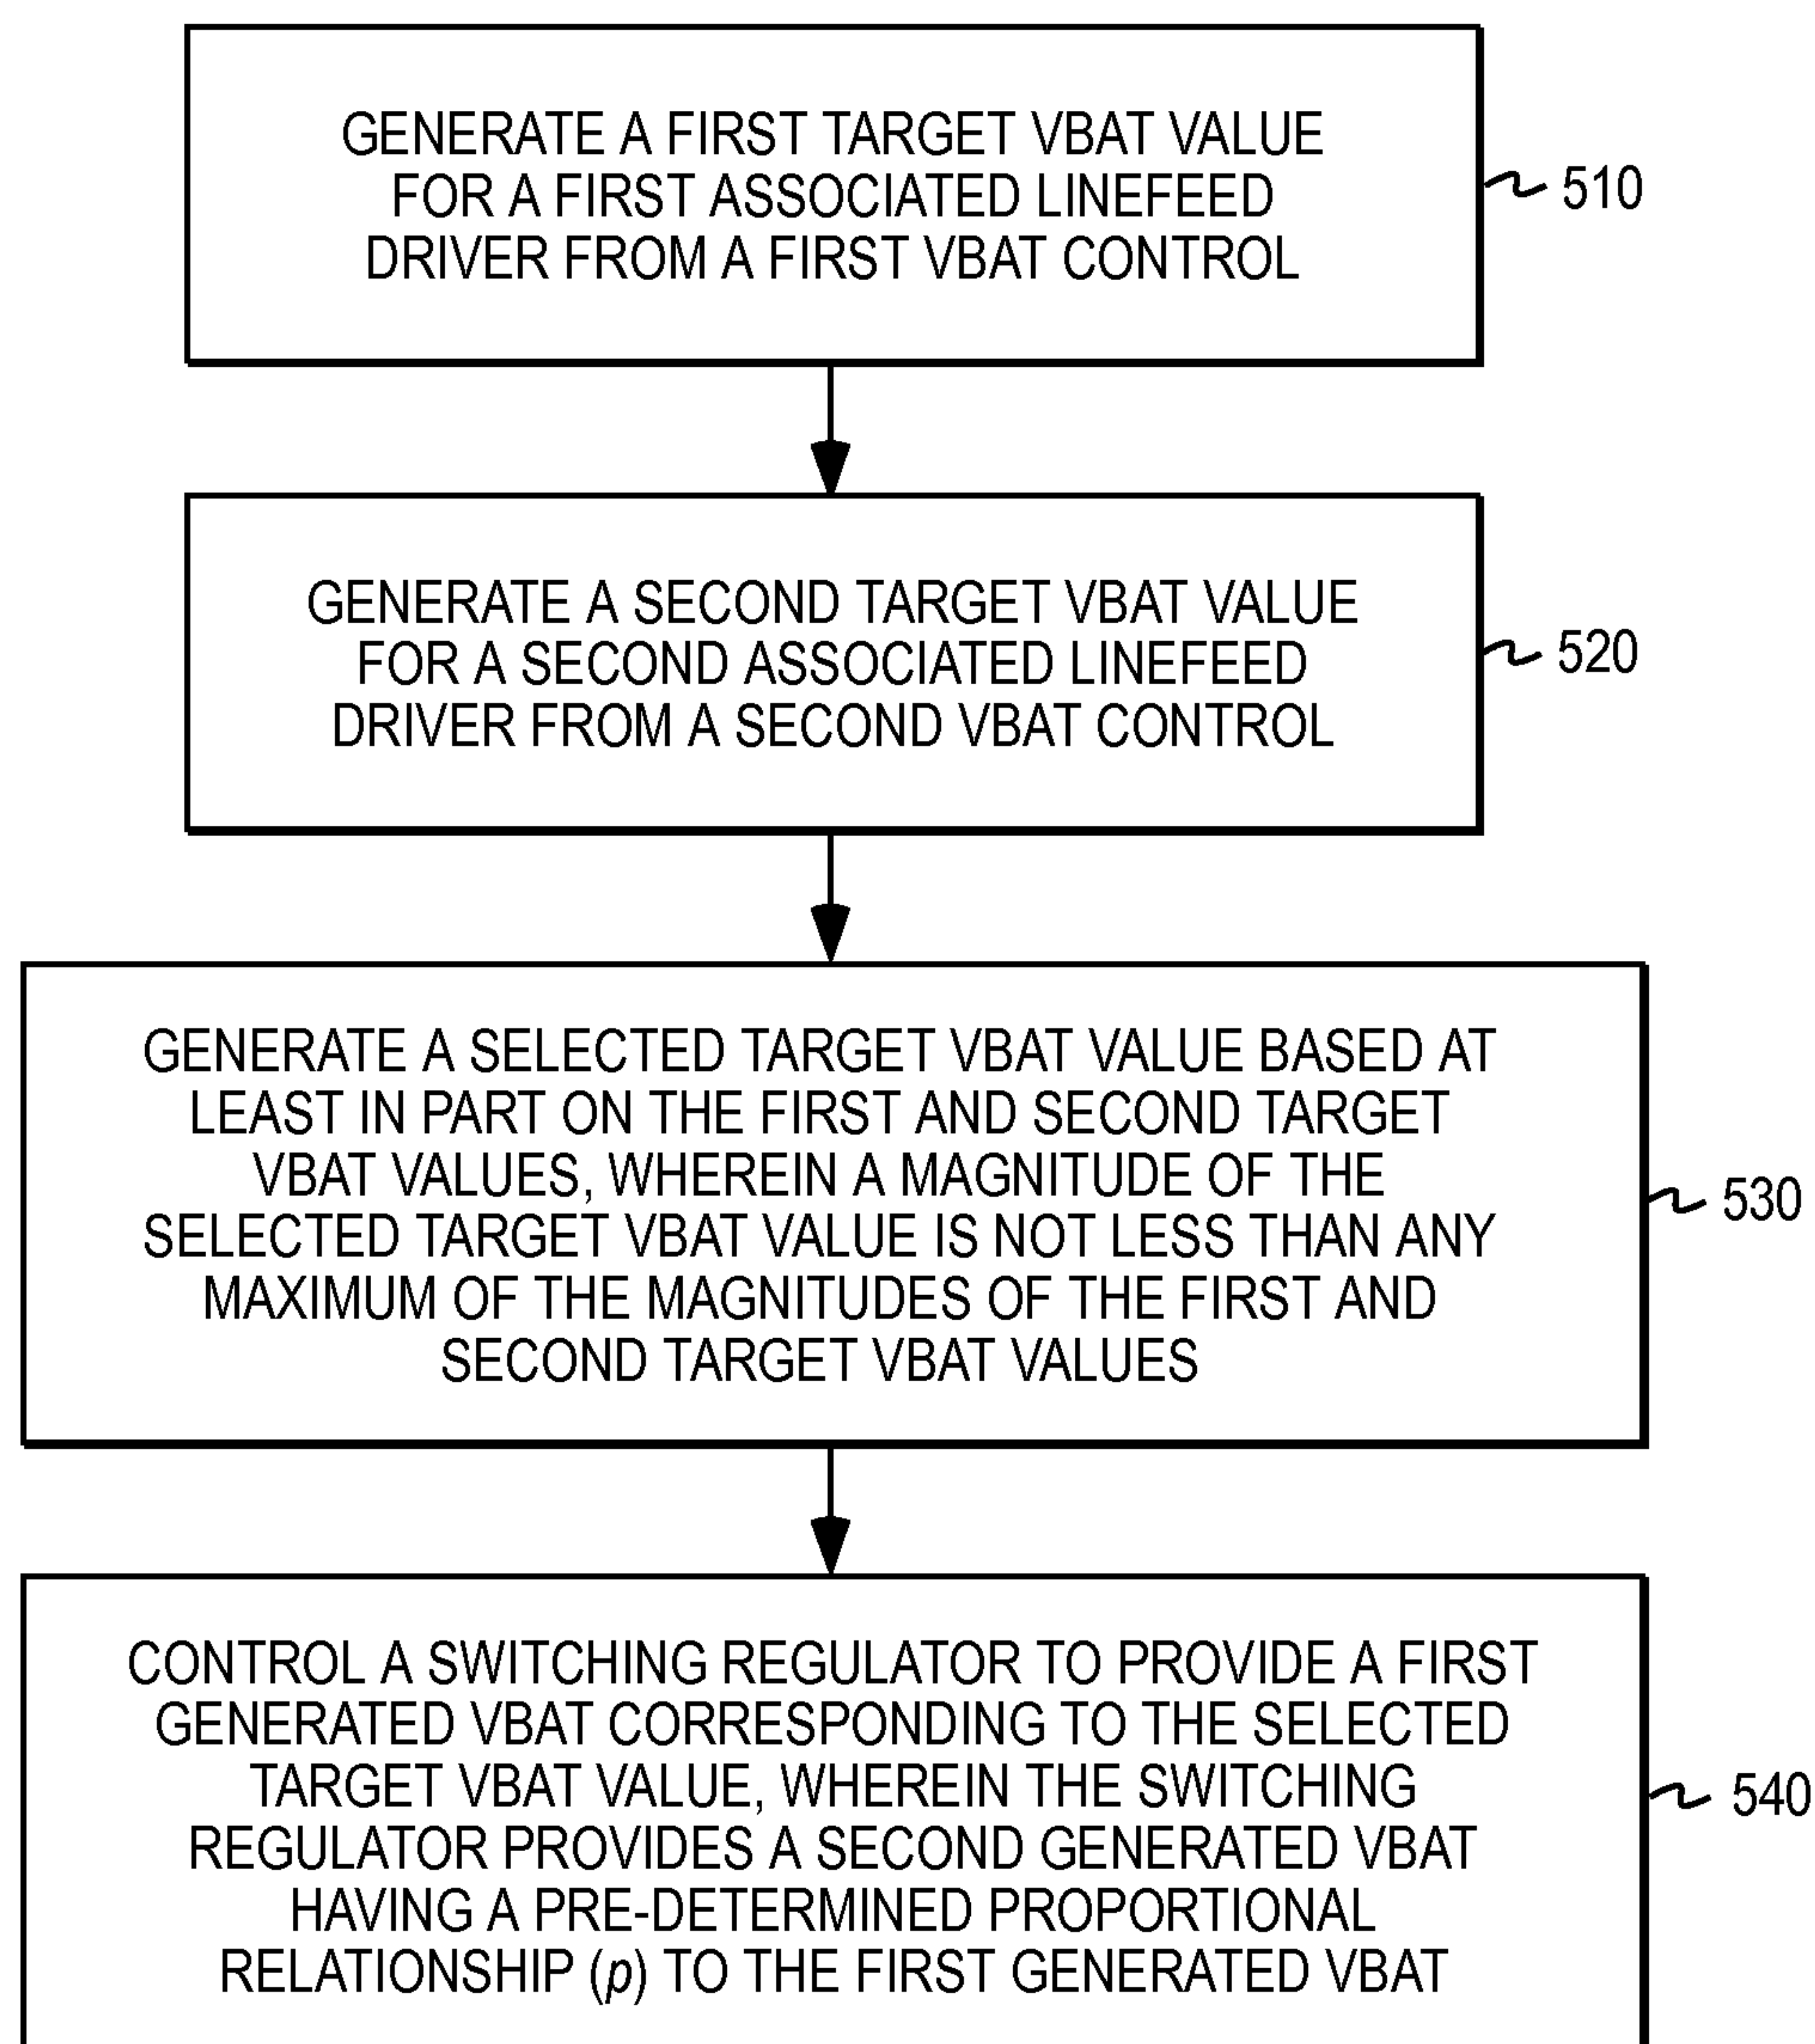 GENERATE A FIRST TARGET VBAT VALUE
FOR A FIRST ASSOCIATED LINEFEED
DRIVER FROM A FIRST VBAT CONTROL
510
GENERATE A SECOND TARGET VBAT VALUE
FOR A SECOND ASSOCIATED LINEFEED
DRIVER FROM A SECOND VBAT CONTROL
520
GENERATE A SELECTED TARGET VBAT VALUE BASED AT
LEAST IN PART ON THE FIRST AND SECOND TARGET
VBAT VALUES, WHEREIN A MAGNITUDE OF THE
SELECTED TARGET VBAT VALUE IS NOT LESS THAN ANY
MAXIMUM OF THE MAGNITUDES OF THE FIRST AND
SECOND TARGET VBAT VALUES
530
CONTROL A SWITCHING REGULATOR TO PROVIDE A FIRST
GENERATED VBAT CORRESPONDING TO THE SELECTED
TARGET VBAT VALUE, WHEREIN THE SWITCHING
REGULATOR PROVIDES A SECOND GENERATED VBAT
HAVING A PRE-DETERMINED PROPORTIONAL
RELATIONSHIP (p) TO THE FIRST GENERATED VBAT
540